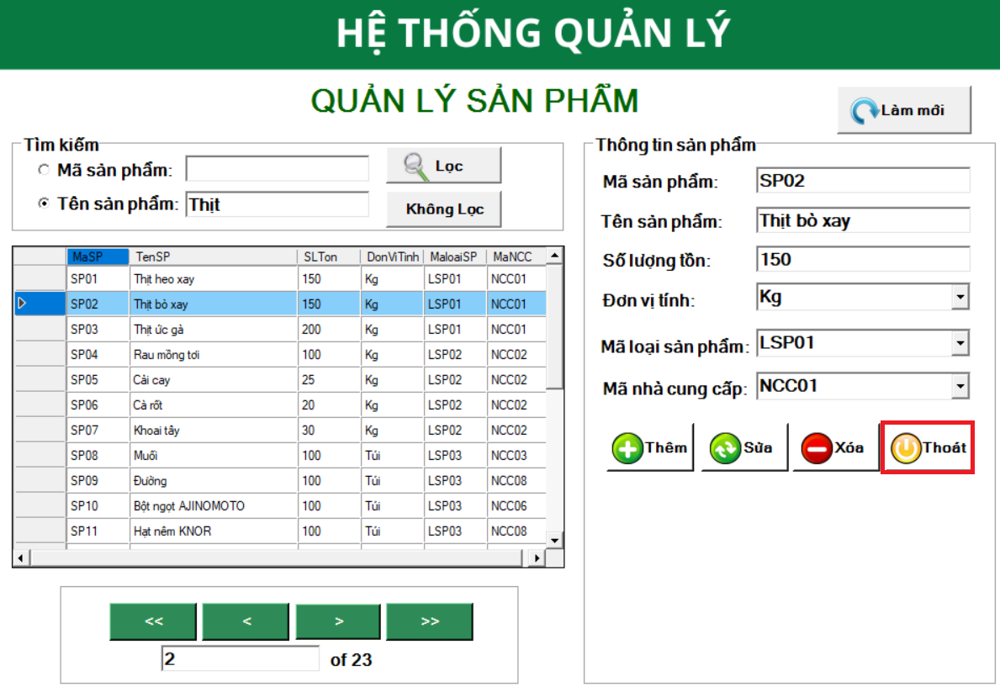 HỆ THỐNG QUẢN LÝ
QUẢN LÝ SẢN PHẨM
Làm mới
Tìm kiếm
Mã sản phẩm:
Lọc
Tên sản phẩm: Thịt
Không Lọc
MaSP TenSP SLTon DonViTinh MaloaiSP MaNCC
SP01 Thịt heo xay 150 Kg LSP01 NCC01
SP02 Thịt bò xay 150 Kg LSP01 NCC01
SP03 Thịt ức gà 200 Kg LSP01 NCC01
SP04 Rau mồng tơi 100 Kg LSP02 NCC02
SP05 Cải cay 25 Kg LSP02 NCC02
SP06 Cà rốt 20 Kg LSP02 NCC02
SP07 Khoai tây 30 Kg LSP02 NCC02
SP08 Muối 100 Túi LSP03 NCC03
SP09 Đường 100 Túi LSP03 NCC08
SP10 Bột ngọt AJINOMOTO 100 Túi LSP03 NCC06
SP11 Hạt nêm KNOR 100 Túi LSP03 NCC08
<< < > >>
2 of 23
Thông tin sản phẩm
Mã sản phẩm: SP02
Tên sản phẩm: Thịt bò xay
Số lượng tồn: 150
Đơn vị tính: Kg
Mã loại sản phẩm: LSP01
Mã nhà cung cấp: NCC01
Thêm Sửa Xóa Thoát